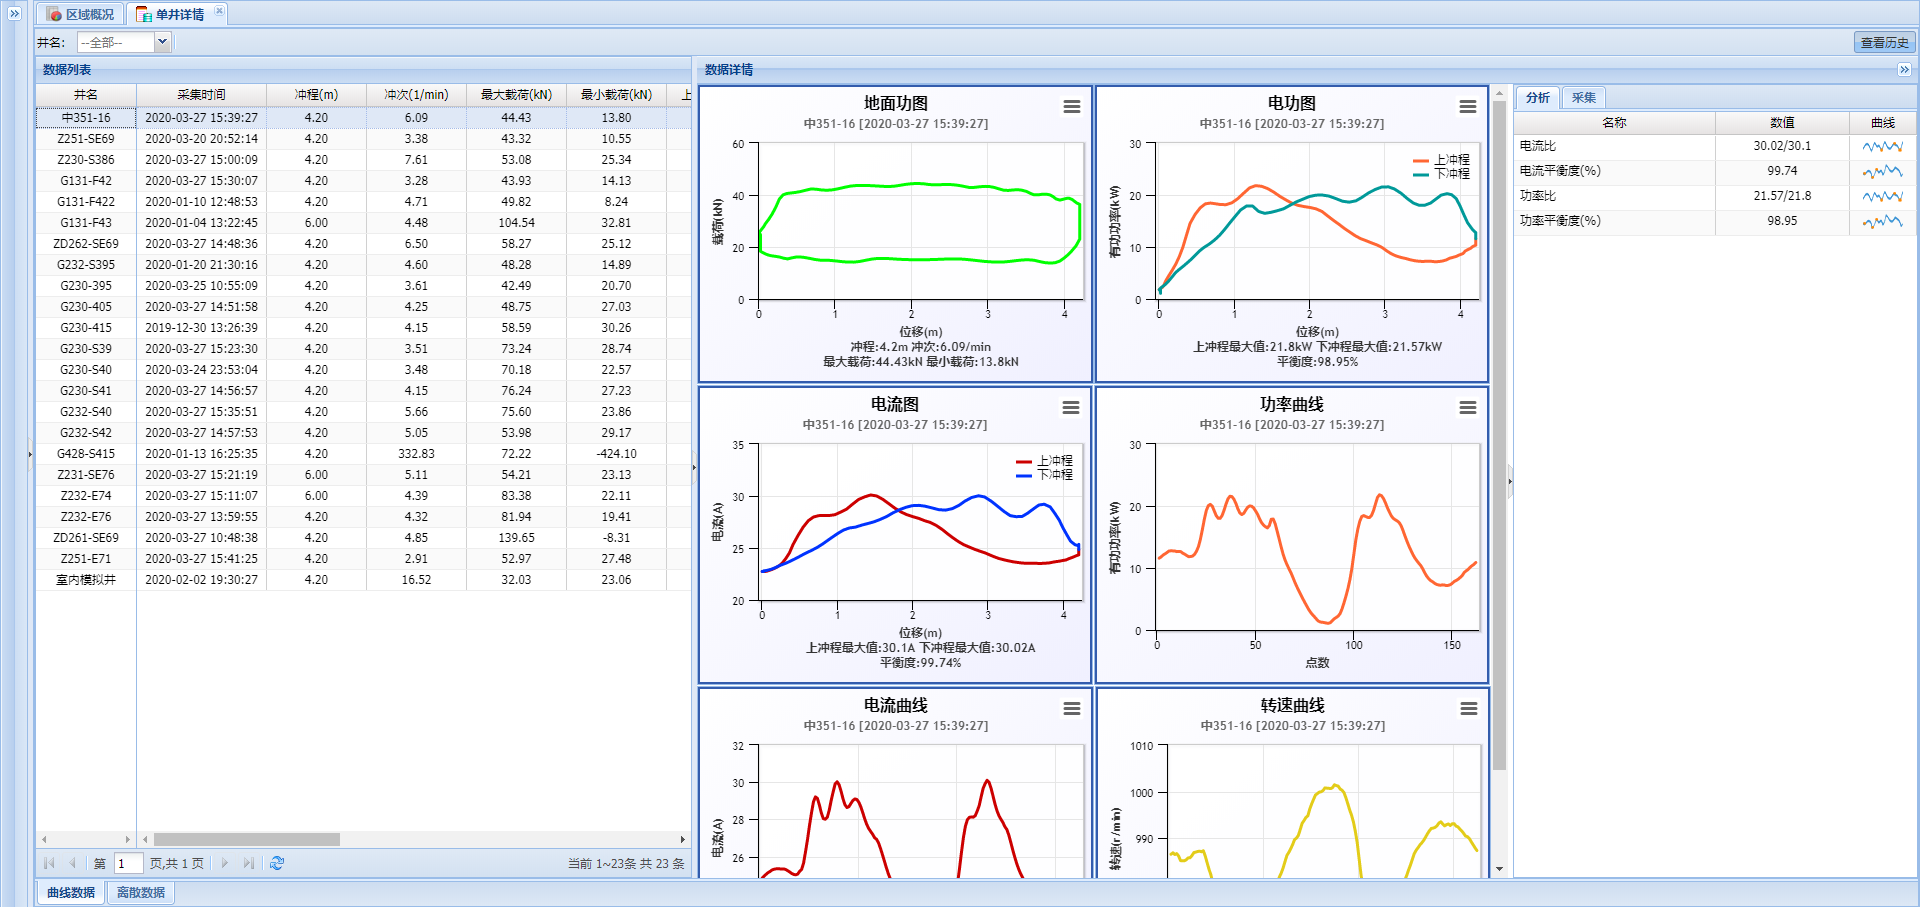 区域概况 单井详情
井名: --全部-- 查看历史
数据列表
井名 采集时间 冲程(m) 冲次(1/min) 最大载荷(kN) 最小载荷(kN) 上
中351-16 2020-03-27 15:39:27 4.20 6.09 44.43 13.80
Z251-SE69 2020-03-20 20:52:14 4.20 3.38 43.32 10.55
Z230-S386 2020-03-27 15:00:09 4.20 7.61 53.08 25.34
G131-F42 2020-03-27 15:30:07 4.20 3.28 43.93 14.13
G131-F422 2020-01-10 12:48:53 4.20 4.71 49.82 8.24
G131-F43 2020-01-04 13:22:45 6.00 4.48 104.54 32.81
ZD262-SE69 2020-03-27 14:48:36 4.20 6.50 58.27 25.12
G232-S395 2020-01-20 21:30:16 4.20 4.60 48.28 14.89
G230-395 2020-03-25 10:55:09 4.20 3.61 42.49 20.70
G230-405 2020-03-27 14:51:58 4.20 4.25 48.75 27.03
G230-415 2019-12-30 13:26:39 4.20 4.15 58.59 30.26
G230-S39 2020-03-27 15:23:30 4.20 3.51 73.24 28.74
G230-S40 2020-03-24 23:53:04 4.20 3.48 70.18 22.57
G230-S41 2020-03-27 14:56:57 4.20 4.15 76.24 27.23
G232-S40 2020-03-27 15:35:51 4.20 5.66 75.60 23.86
G232-S42 2020-03-27 14:57:53 4.20 5.05 53.98 29.17
G428-S415 2020-01-13 16:25:35 4.20 332.83 72.22 -424.10
Z231-SE76 2020-03-27 15:21:19 6.00 5.11 54.21 23.13
Z232-E74 2020-03-27 15:11:07 6.00 4.39 83.38 22.11
Z232-E76 2020-03-27 13:59:55 4.20 4.32 81.94 19.41
ZD261-SE69 2020-03-27 10:48:38 4.20 4.85 139.65 -8.31
Z251-E71 2020-03-27 15:41:25 4.20 2.91 52.97 27.48
室内模拟井 2020-02-02 19:30:27 4.20 16.52 32.03 23.06
第 1 页,共 1 页 当前 1~23条 共 23 条
曲线数据 离散数据
数据详情
地面功图
中351-16 [2020-03-27 15:39:27]
载荷(kN)
60
40
20
0
0 1 2 3 4
位移(m)
冲程:4.2m 冲次:6.09/min
最大载荷:44.43kN 最小载荷:13.8kN
电功图
中351-16 [2020-03-27 15:39:27]
上冲程
下冲程
有功功率(kW)
30
20
10
0
0 1 2 3 4
位移(m)
上冲程最大值:21.8kW 下冲程最大值:21.57kW
平衡度:98.95%
电流图
中351-16 [2020-03-27 15:39:27]
上冲程
下冲程
电流(A)
35
30
25
20
0 1 2 3 4
位移(m)
上冲程最大值:30.1A 下冲程最大值:30.02A
平衡度:99.74%
功率曲线
中351-16 [2020-03-27 15:39:27]
有功功率(kW)
30
20
10
0
0 50 100 150
点数
电流曲线
中351-16 [2020-03-27 15:39:27]
电流(A)
32
30
28
26
转速曲线
中351-16 [2020-03-27 15:39:27]
转速(r/min)
1010
1000
990
分析 采集
名称 数值 曲线
电流比 30.02/30.1
电流平衡度(%) 99.74
功率比 21.57/21.8
功率平衡度(%) 98.95